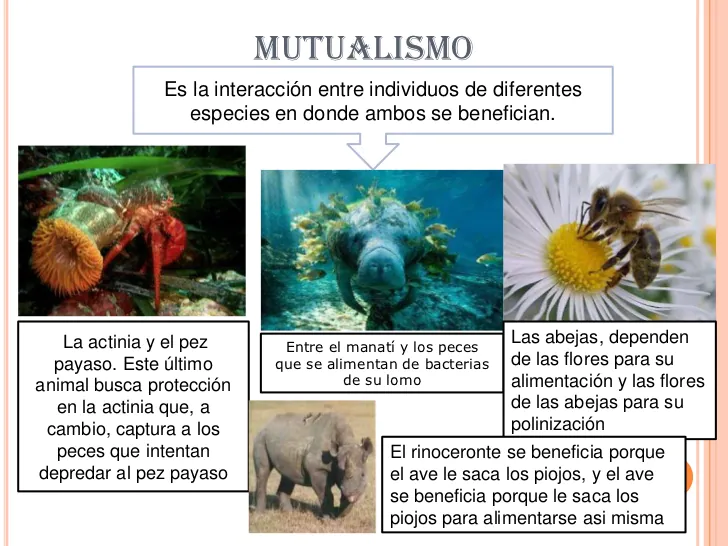 MUTUALISMO
Es la interacción entre individuos de diferentes
especies en donde ambos se benefician.
La actinia y el pez
payaso. Este último
animal busca protección
en la actinia que, a
cambio, captura a los
peces que intentan
depredar al pez payaso
Entre el manatí y los peces
que se alimentan de bacterias
de su lomo
Las abejas, dependen
de las flores para su
alimentación y las flores
de las abejas para su
polinización
El rinoceronte se beneficia porque
el ave le saca los piojos, y el ave
se beneficia porque le saca los
piojos para alimentarse asi misma